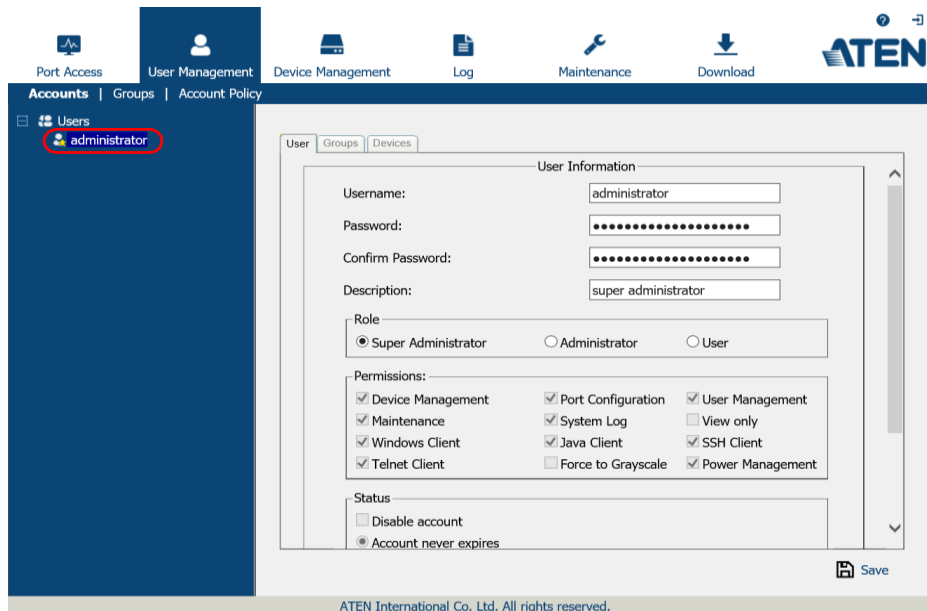 Port Access User Management Device Management Log Maintenance Download ATEN
Accounts | Groups | Account Policy
Users
administrator
User Groups Devices
User Information
Username: administrator
Password: ●●●●●●●●●●●●●●●●●●●●
Confirm Password: ●●●●●●●●●●●●●●●●●●●●
Description: super administrator
Role
Super Administrator Administrator User
Permissions:
Device Management Port Configuration User Management
Maintenance System Log View only
Windows Client Java Client SSH Client
Telnet Client Force to Grayscale Power Management
Status
Disable account
Account never expires
Save
ATEN International Co. Ltd. All rights reserved.